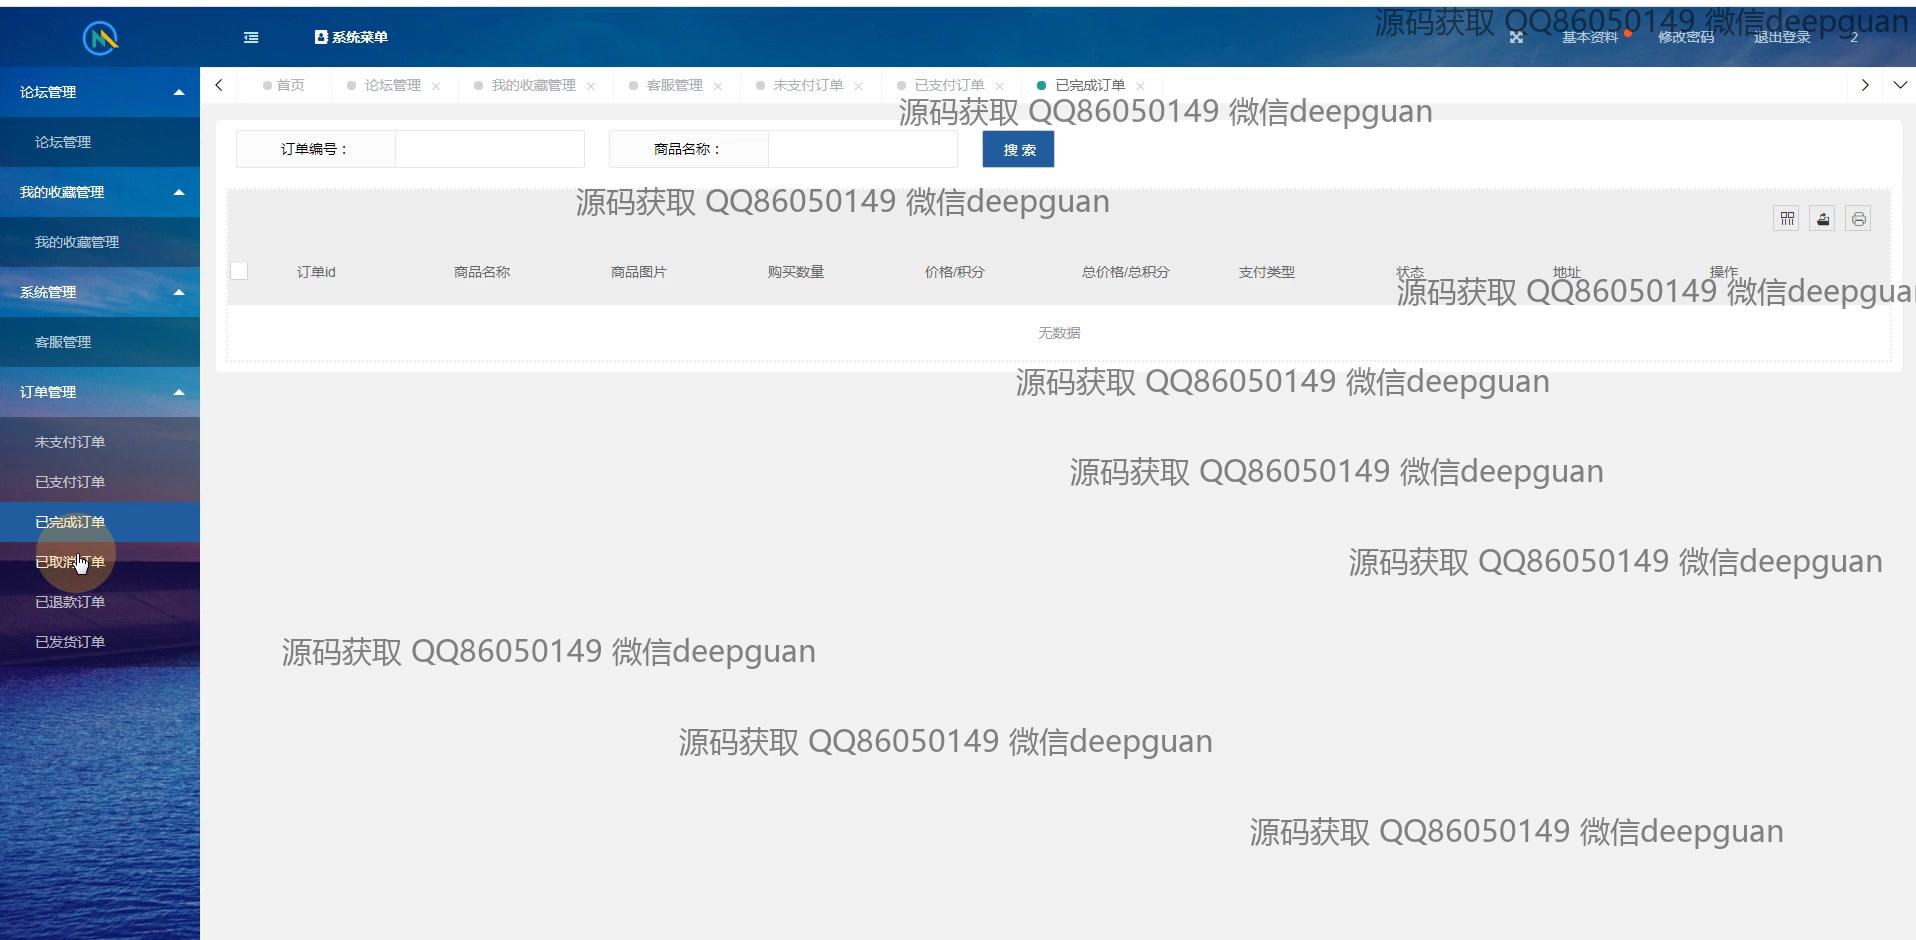 源码获取 QQ86050149 微信deepguan
系统菜单
基本资料 修改密码 退出登录 2
论坛管理
论坛管理
我的收藏管理
我的收藏管理
系统管理
客服管理
订单管理
未支付订单
已支付订单
已完成订单
已取消订单
已退款订单
已发货订单
首页 论坛管理 我的收藏管理 客服管理 未支付订单 已支付订单 已完成订单
源码获取 QQ86050149 微信deepguan
订单编号： 商品名称： 搜 索
源码获取 QQ86050149 微信deepguan
订单id 商品名称 商品图片 购买数量 价格/积分 总价格/总积分 支付类型 状态 地址 操作
源码获取 QQ86050149 微信deepguan
无数据
源码获取 QQ86050149 微信deepguan
源码获取 QQ86050149 微信deepguan
源码获取 QQ86050149 微信deepguan
源码获取 QQ86050149 微信deepguan
源码获取 QQ86050149 微信deepguan
源码获取 QQ86050149 微信deepguan